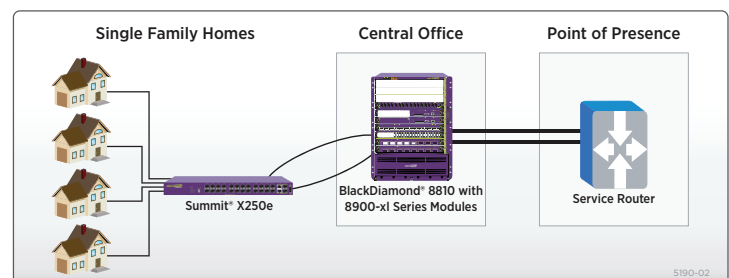 Single Family Homes
Central Office
Point of Presence
Summit® X250e
BlackDiamond® 8810 with
8900-xl Series Modules
Service Router
5190-02